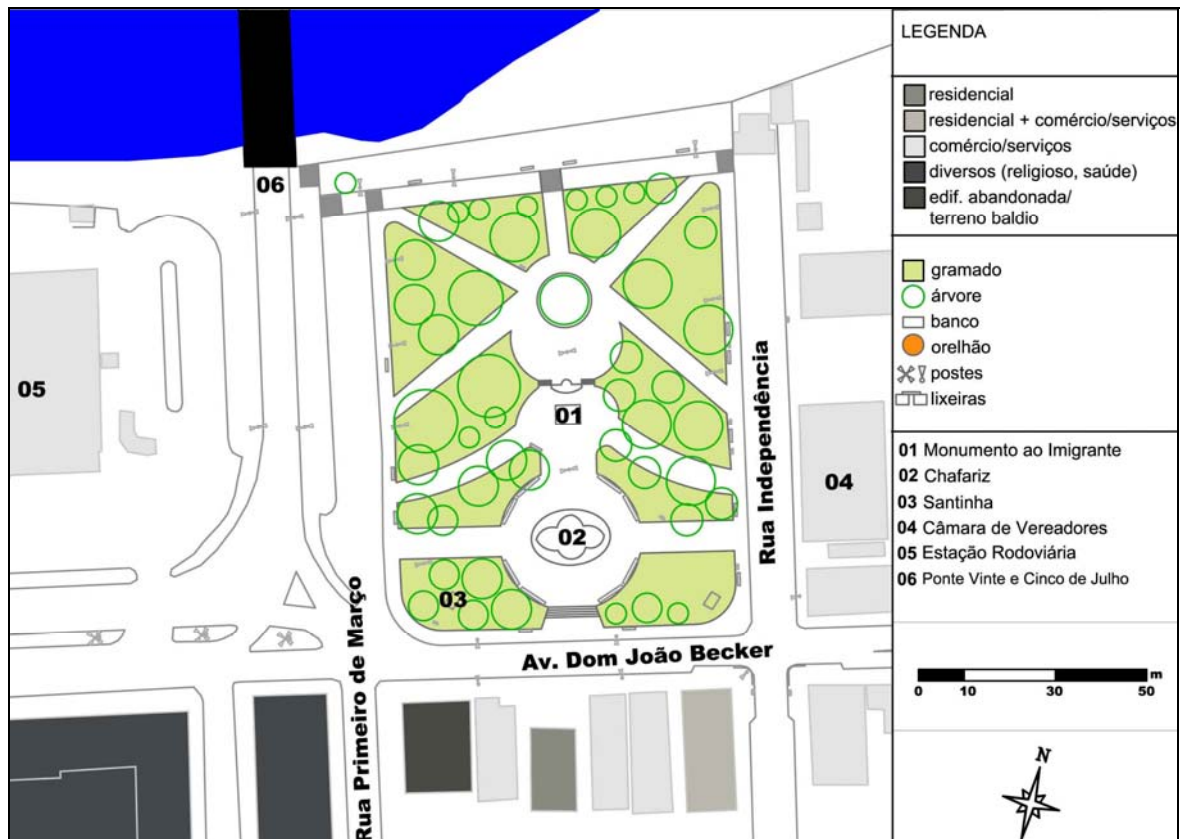 06
05
01
04
02
03
Rua Independência
Rua Primeiro de Março
Av. Dom João Becker
LEGENDA
residencial
residencial + comércio/serviços
comércio/serviços
diversos (religioso, saúde)
edif. abandonada/
terreno baldio
gramado
árvore
banco
orelhão
postes
lixeiras
01 Monumento ao Imigrante
02 Chafariz
03 Santinha
04 Câmara de Vereadores
05 Estação Rodoviária
06 Ponte Vinte e Cinco de Julho
m
0 10 30 50
N